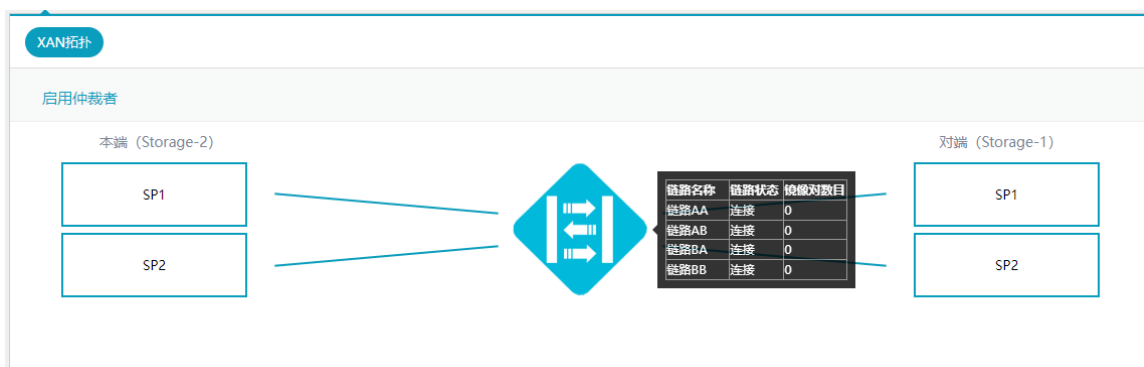 XAN拓扑
启用仲裁者
本端（Storage-2)
对端（Storage-1)
SP1
SP2
链路名称 链路状态 镜像对数目
链路AA 连接 0
链路AB 连接 0
链路BA 连接 0
链路BB 连接 0
SP1
SP2